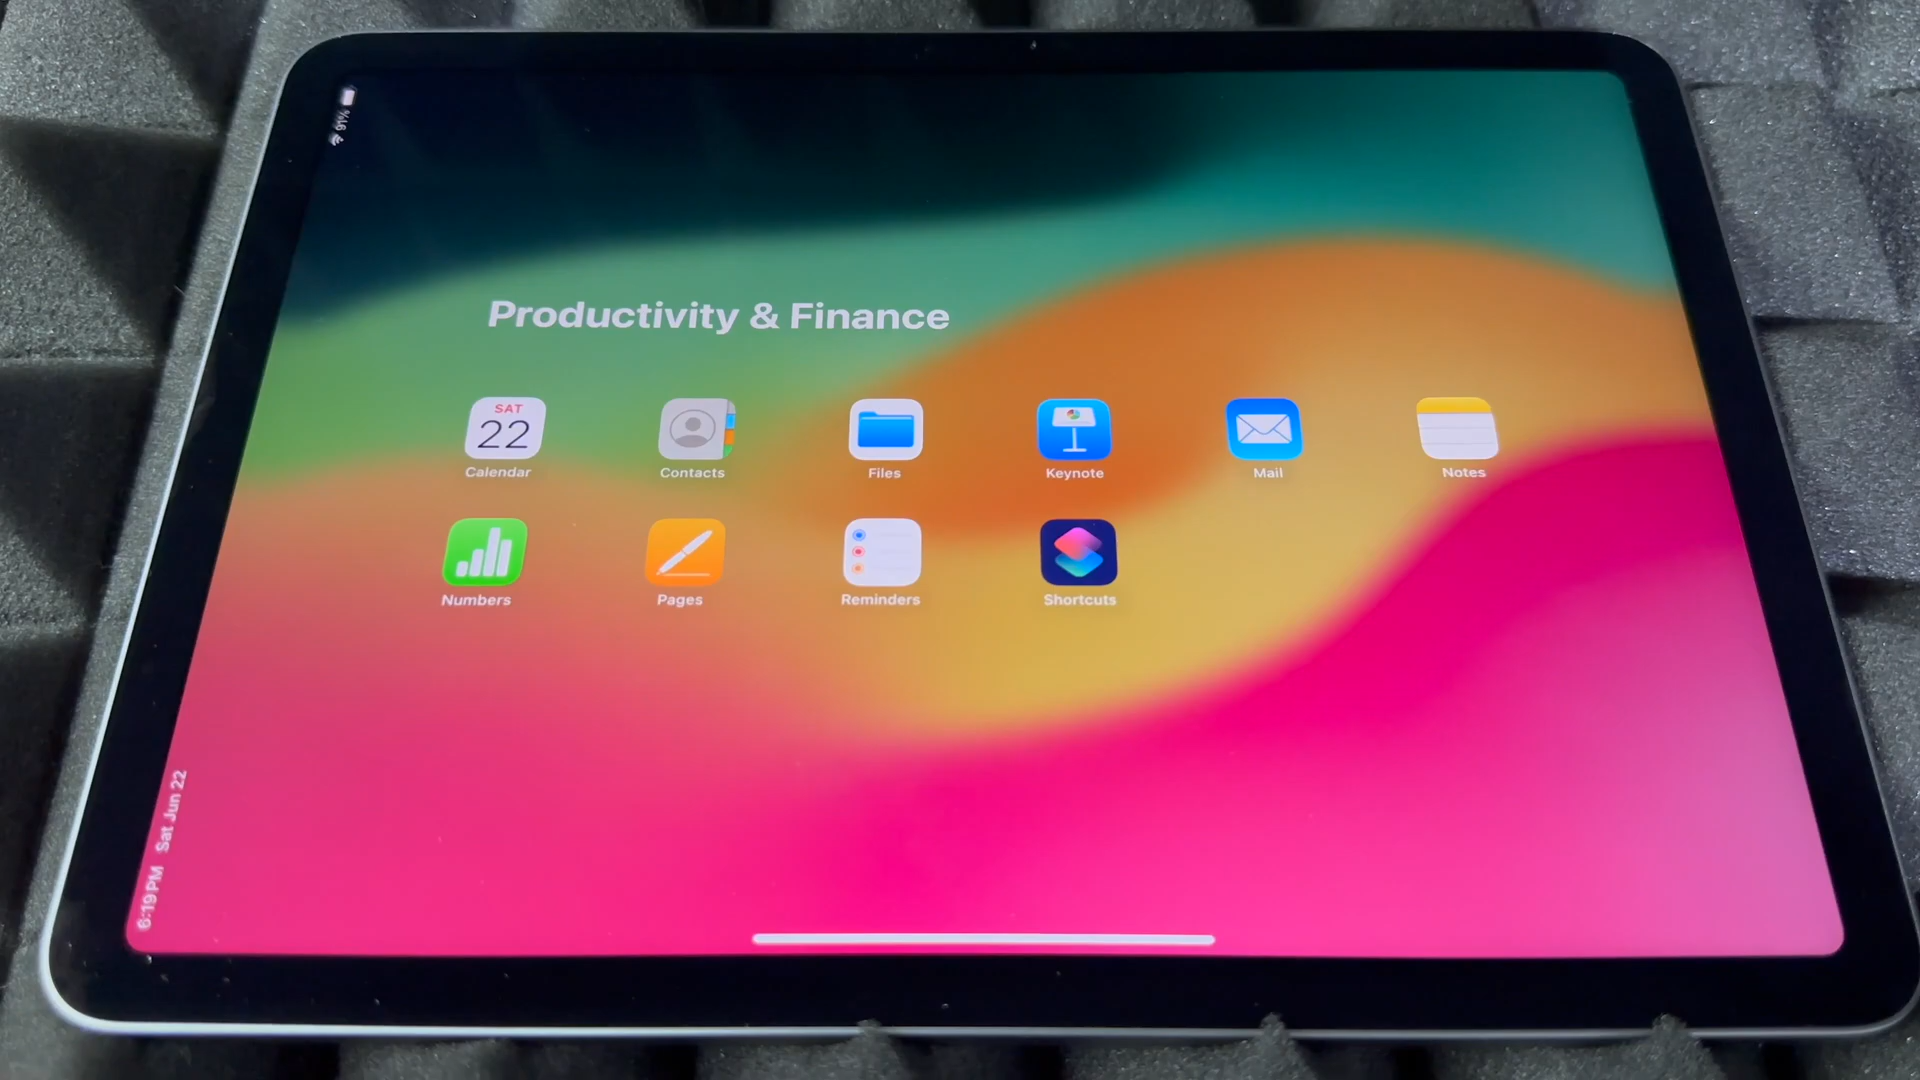 91%
Productivity & Finance
SAT
22
Calendar
Contacts
Files
Keynote
Mail
Notes
Numbers
Pages
Reminders
Shortcuts
6:19 PM Sat Jun 22